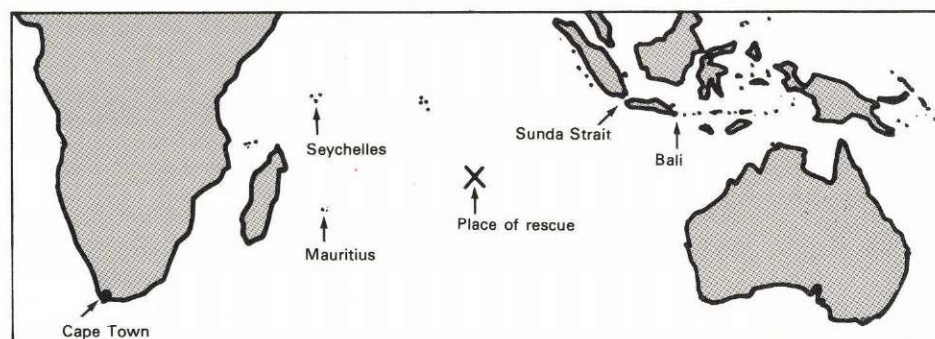 Sunda Strait
Seychelles
Bali
Place of rescue
Mauritius
Cape Town